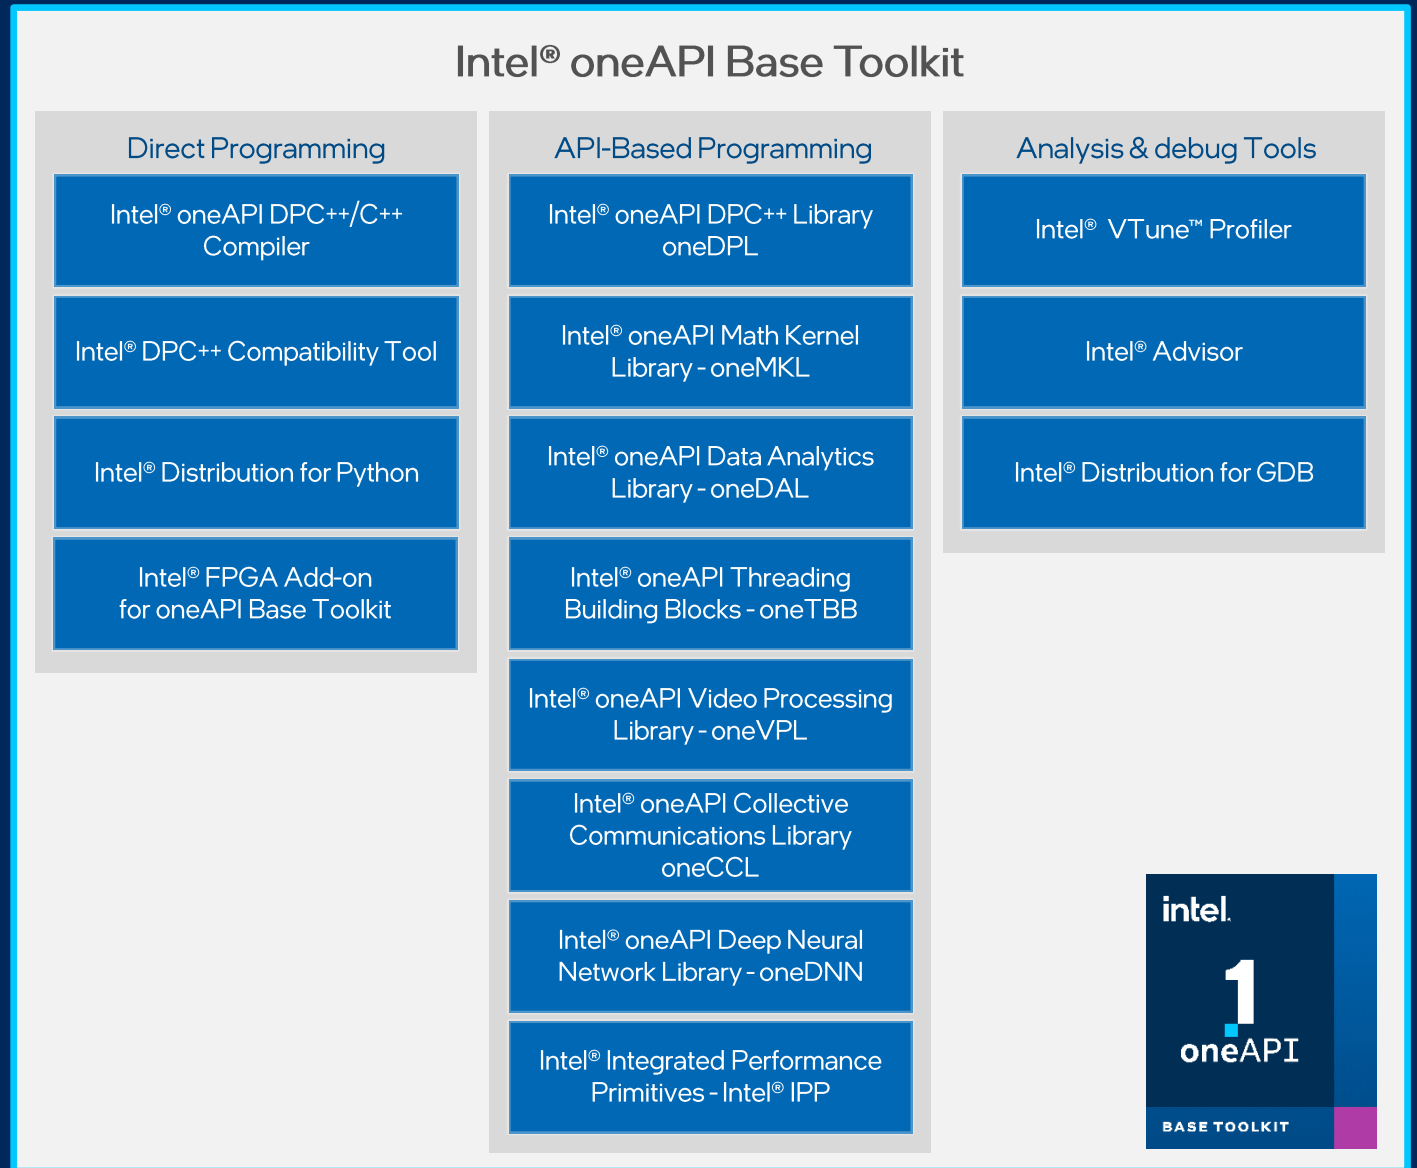 Intel® oneAPI Base Toolkit
Direct Programming
Intel® oneAPI DPC++/C++
Compiler
Intel® DPC++ Compatibility Tool
Intel® Distribution for Python
Intel® FPGA Add-on
for oneAPI Base Toolkit
API-Based Programming
Intel® oneAPI DPC++ Library
oneDPL
Intel® oneAPI Math Kernel
Library - oneMKL
Intel® oneAPI Data Analytics
Library - oneDAL
Intel® oneAPI Threading
Building Blocks - oneTBB
Intel® oneAPI Video Processing
Library - oneVPL
Intel® oneAPI Collective
Communications Library
oneCCL
Intel® oneAPI Deep Neural
Network Library - oneDNN
Intel® Integrated Performance
Primitives - Intel® IPP
Analysis & debug Tools
Intel® VTune™ Profiler
Intel® Advisor
Intel® Distribution for GDB
intel.
1
oneAPI
BASE TOOLKIT